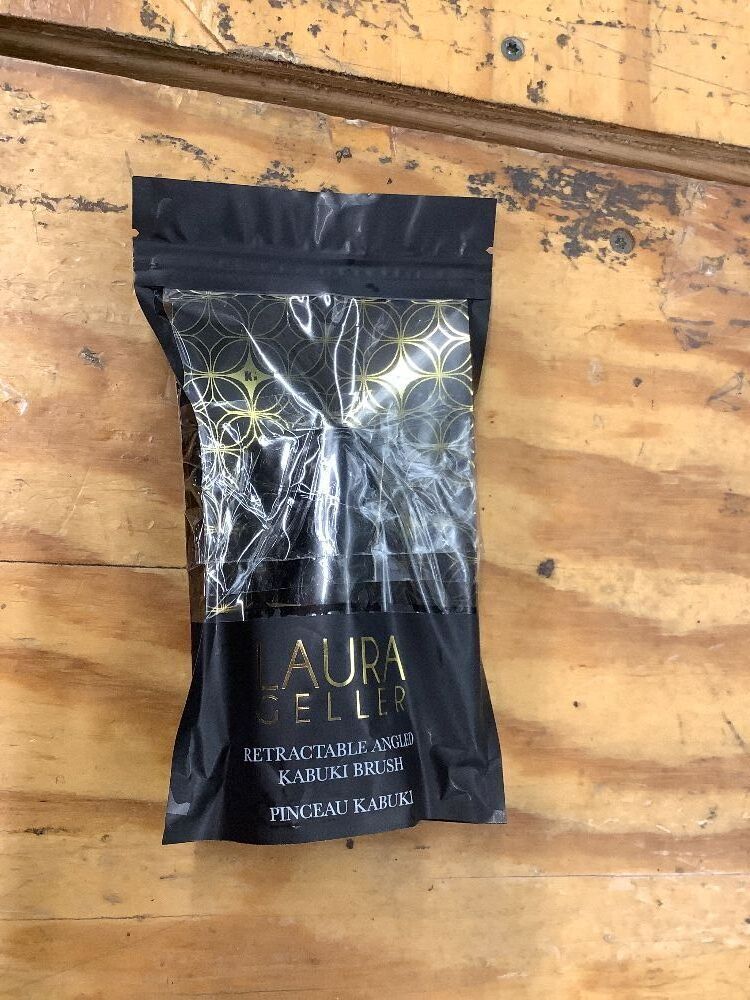 LAURA
GELLER
RETRACTABLE ANGLED
KABUKI BRUSH
PINCEAU KABUKI